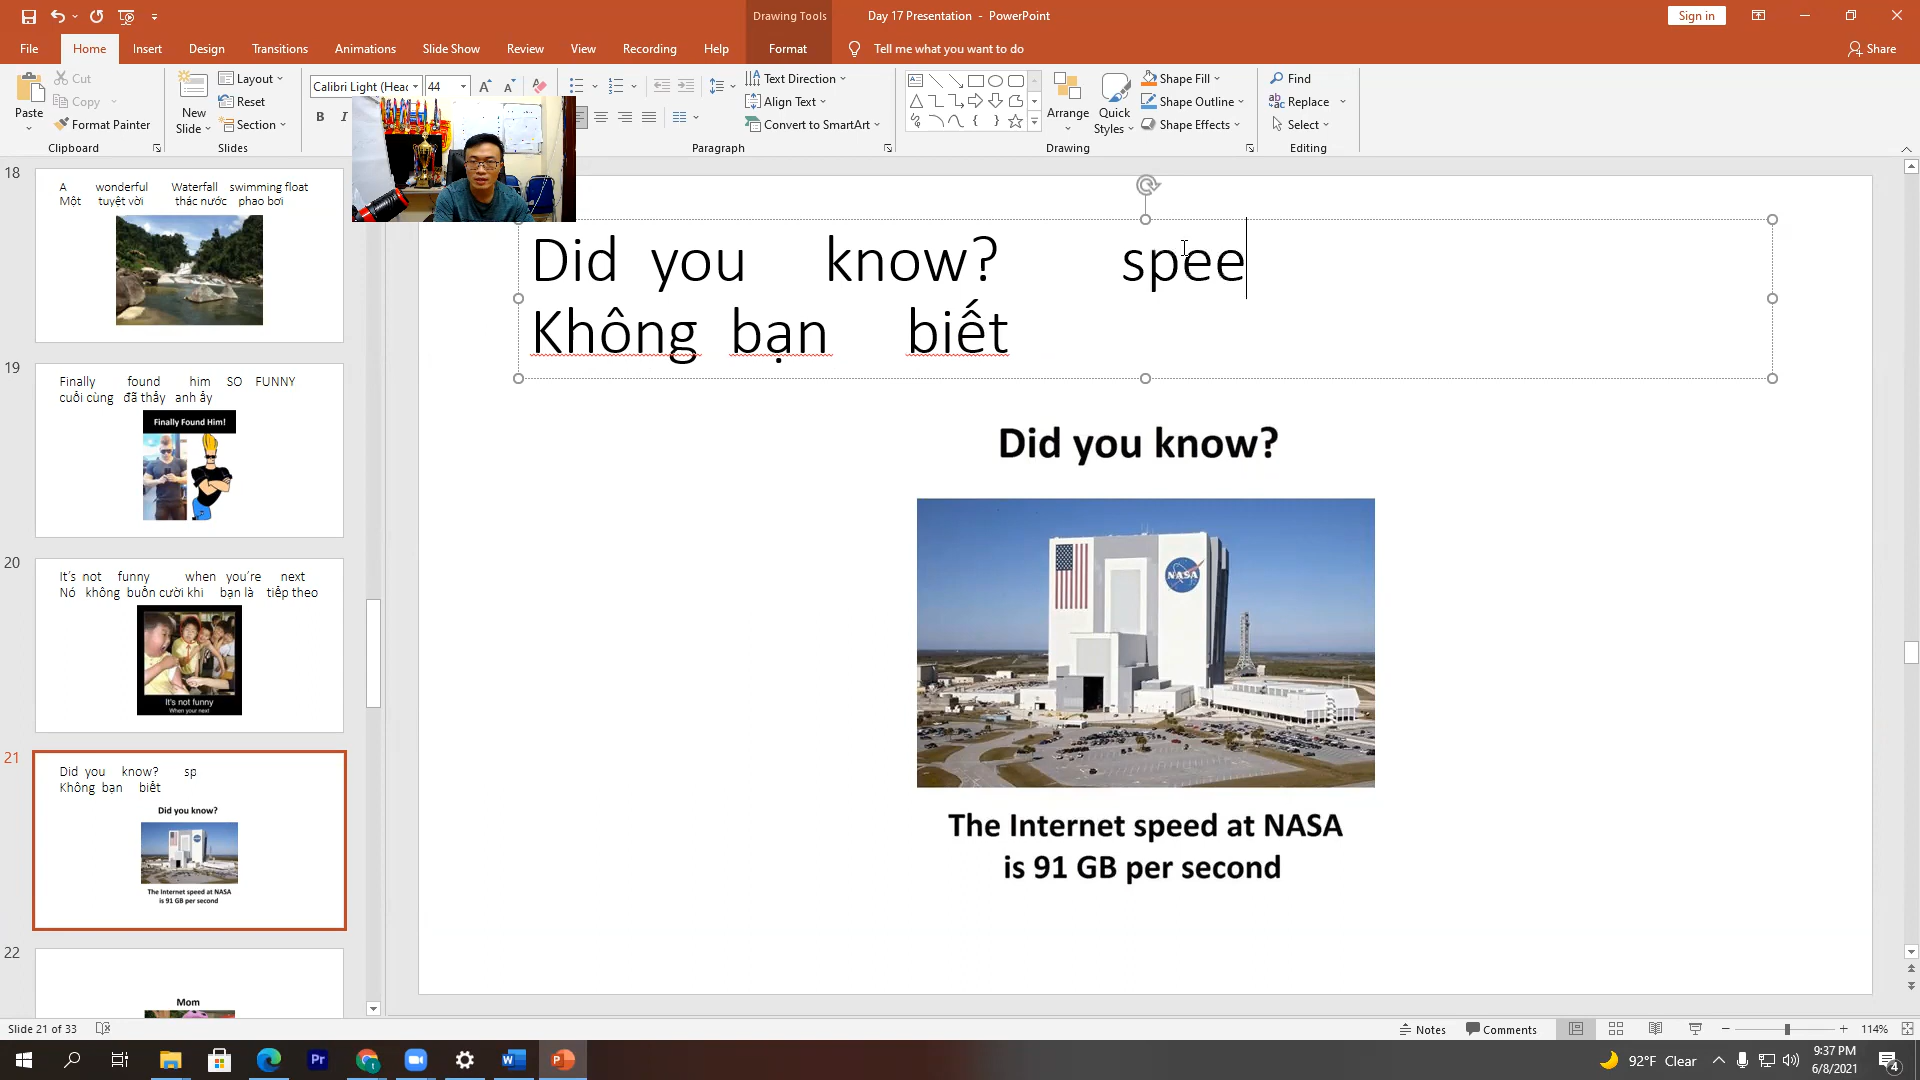 Drawing Tools
Day 17 Presentation - PowerPoint
Sign in
File Home Insert Design Transitions Animations Slide Show Review View Recording Help Format Tell me what you want to do Share
Paste
Cut
Copy
Format Painter
Clipboard
New Slide
Layout
Reset
Section
Slides
Calibri Light (Head
44
B I
Text Direction
Align Text
Convert to SmartArt
Paragraph
Arrange
Quick Styles
Shape Fill
Shape Outline
Shape Effects
Drawing
Find
Replace
Select
Editing
18
A wonderful Waterfall swimming float
Một tuyệt vời thác nước phao bơi
19
Finally found him SO FUNNY
cuối cùng đã thấy anh ấy
Finally Found Him!
20
It's not funny when you're next
Nó không buồn cười khi bạn là tiếp theo
It's not funny
When your next
21
Did you know? sp
Không bạn biết
Did you know?
The Internet speed at NASA
is 91 GB per second
22
Mom
Did you know? spee
Không bạn biết
Did you know?
NASA
The Internet speed at NASA
is 91 GB per second
Slide 21 of 33
Notes
Comments
114%
Pr
92°F Clear
9:37 PM
6/8/2021
4